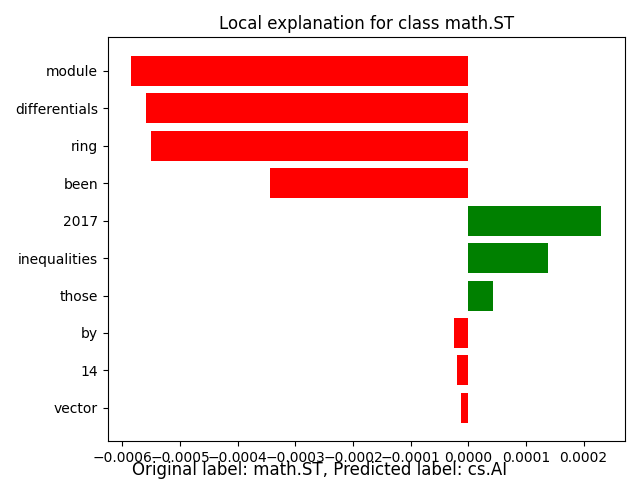 Local explanation for class math.ST
module
differentials
ring
been
2017
inequalities
those
by
14
vector
−0.0006 −0.0005 −0.0004 −0.0003 −0.0002 −0.0001 0.0000 0.0001 0.0002
Original label: math.ST, Predicted label: cs.AI